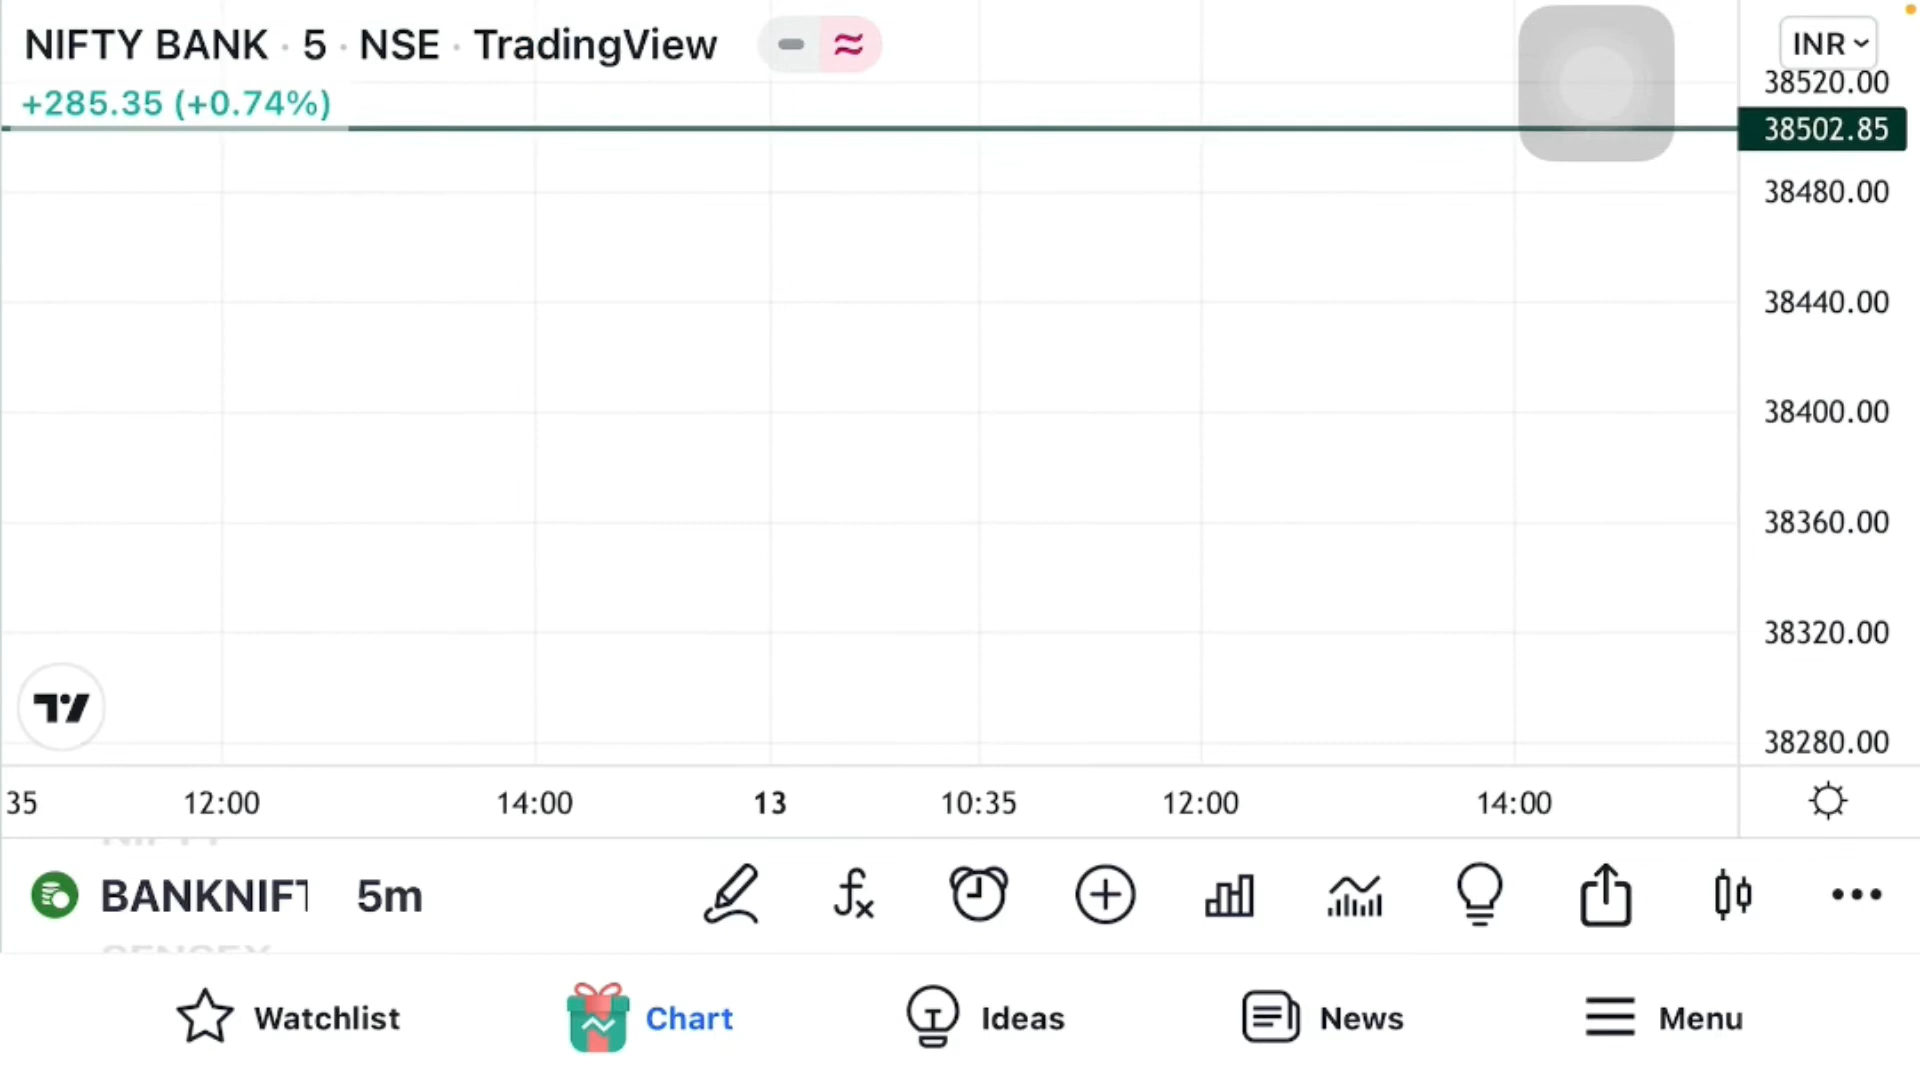 NIFTY BANK · 5 · NSE · TradingView
INR
+285.35 (+0.74%)
38520.00
38502.85
38480.00
38440.00
38400.00
38360.00
38320.00
38280.00
35 12:00 14:00 13 10:35 12:00 14:00
NIFTY
BANKNIFT 5m
SENSEX
Watchlist Chart Ideas News Menu